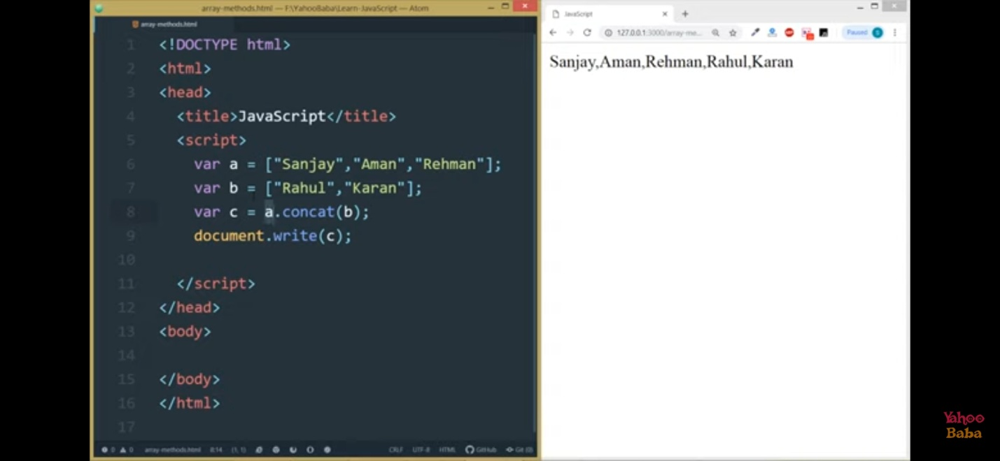 array-methods.html — F:\YahooBaba\Learn-JavaScript — Atom
array-methods.html
1 <!DOCTYPE html>
2 <html>
3 <head>
4 <title>JavaScript</title>
5 <script>
6 var a = ["Sanjay","Aman","Rehman"];
7 var b = ["Rahul","Karan"];
8 var c = a.concat(b);
9 document.write(c);
10
11 </script>
12 </head>
13 <body>
14
15 </body>
16 </html>
17
0 0 array-methods.html 8:14 (1, 1) CRLF UTF-8 HTML GitHub Git (0)
JavaScript
127.0.0.1:3000/array-me... Paused S
Sanjay,Aman,Rehman,Rahul,Karan
Yahoo
Baba